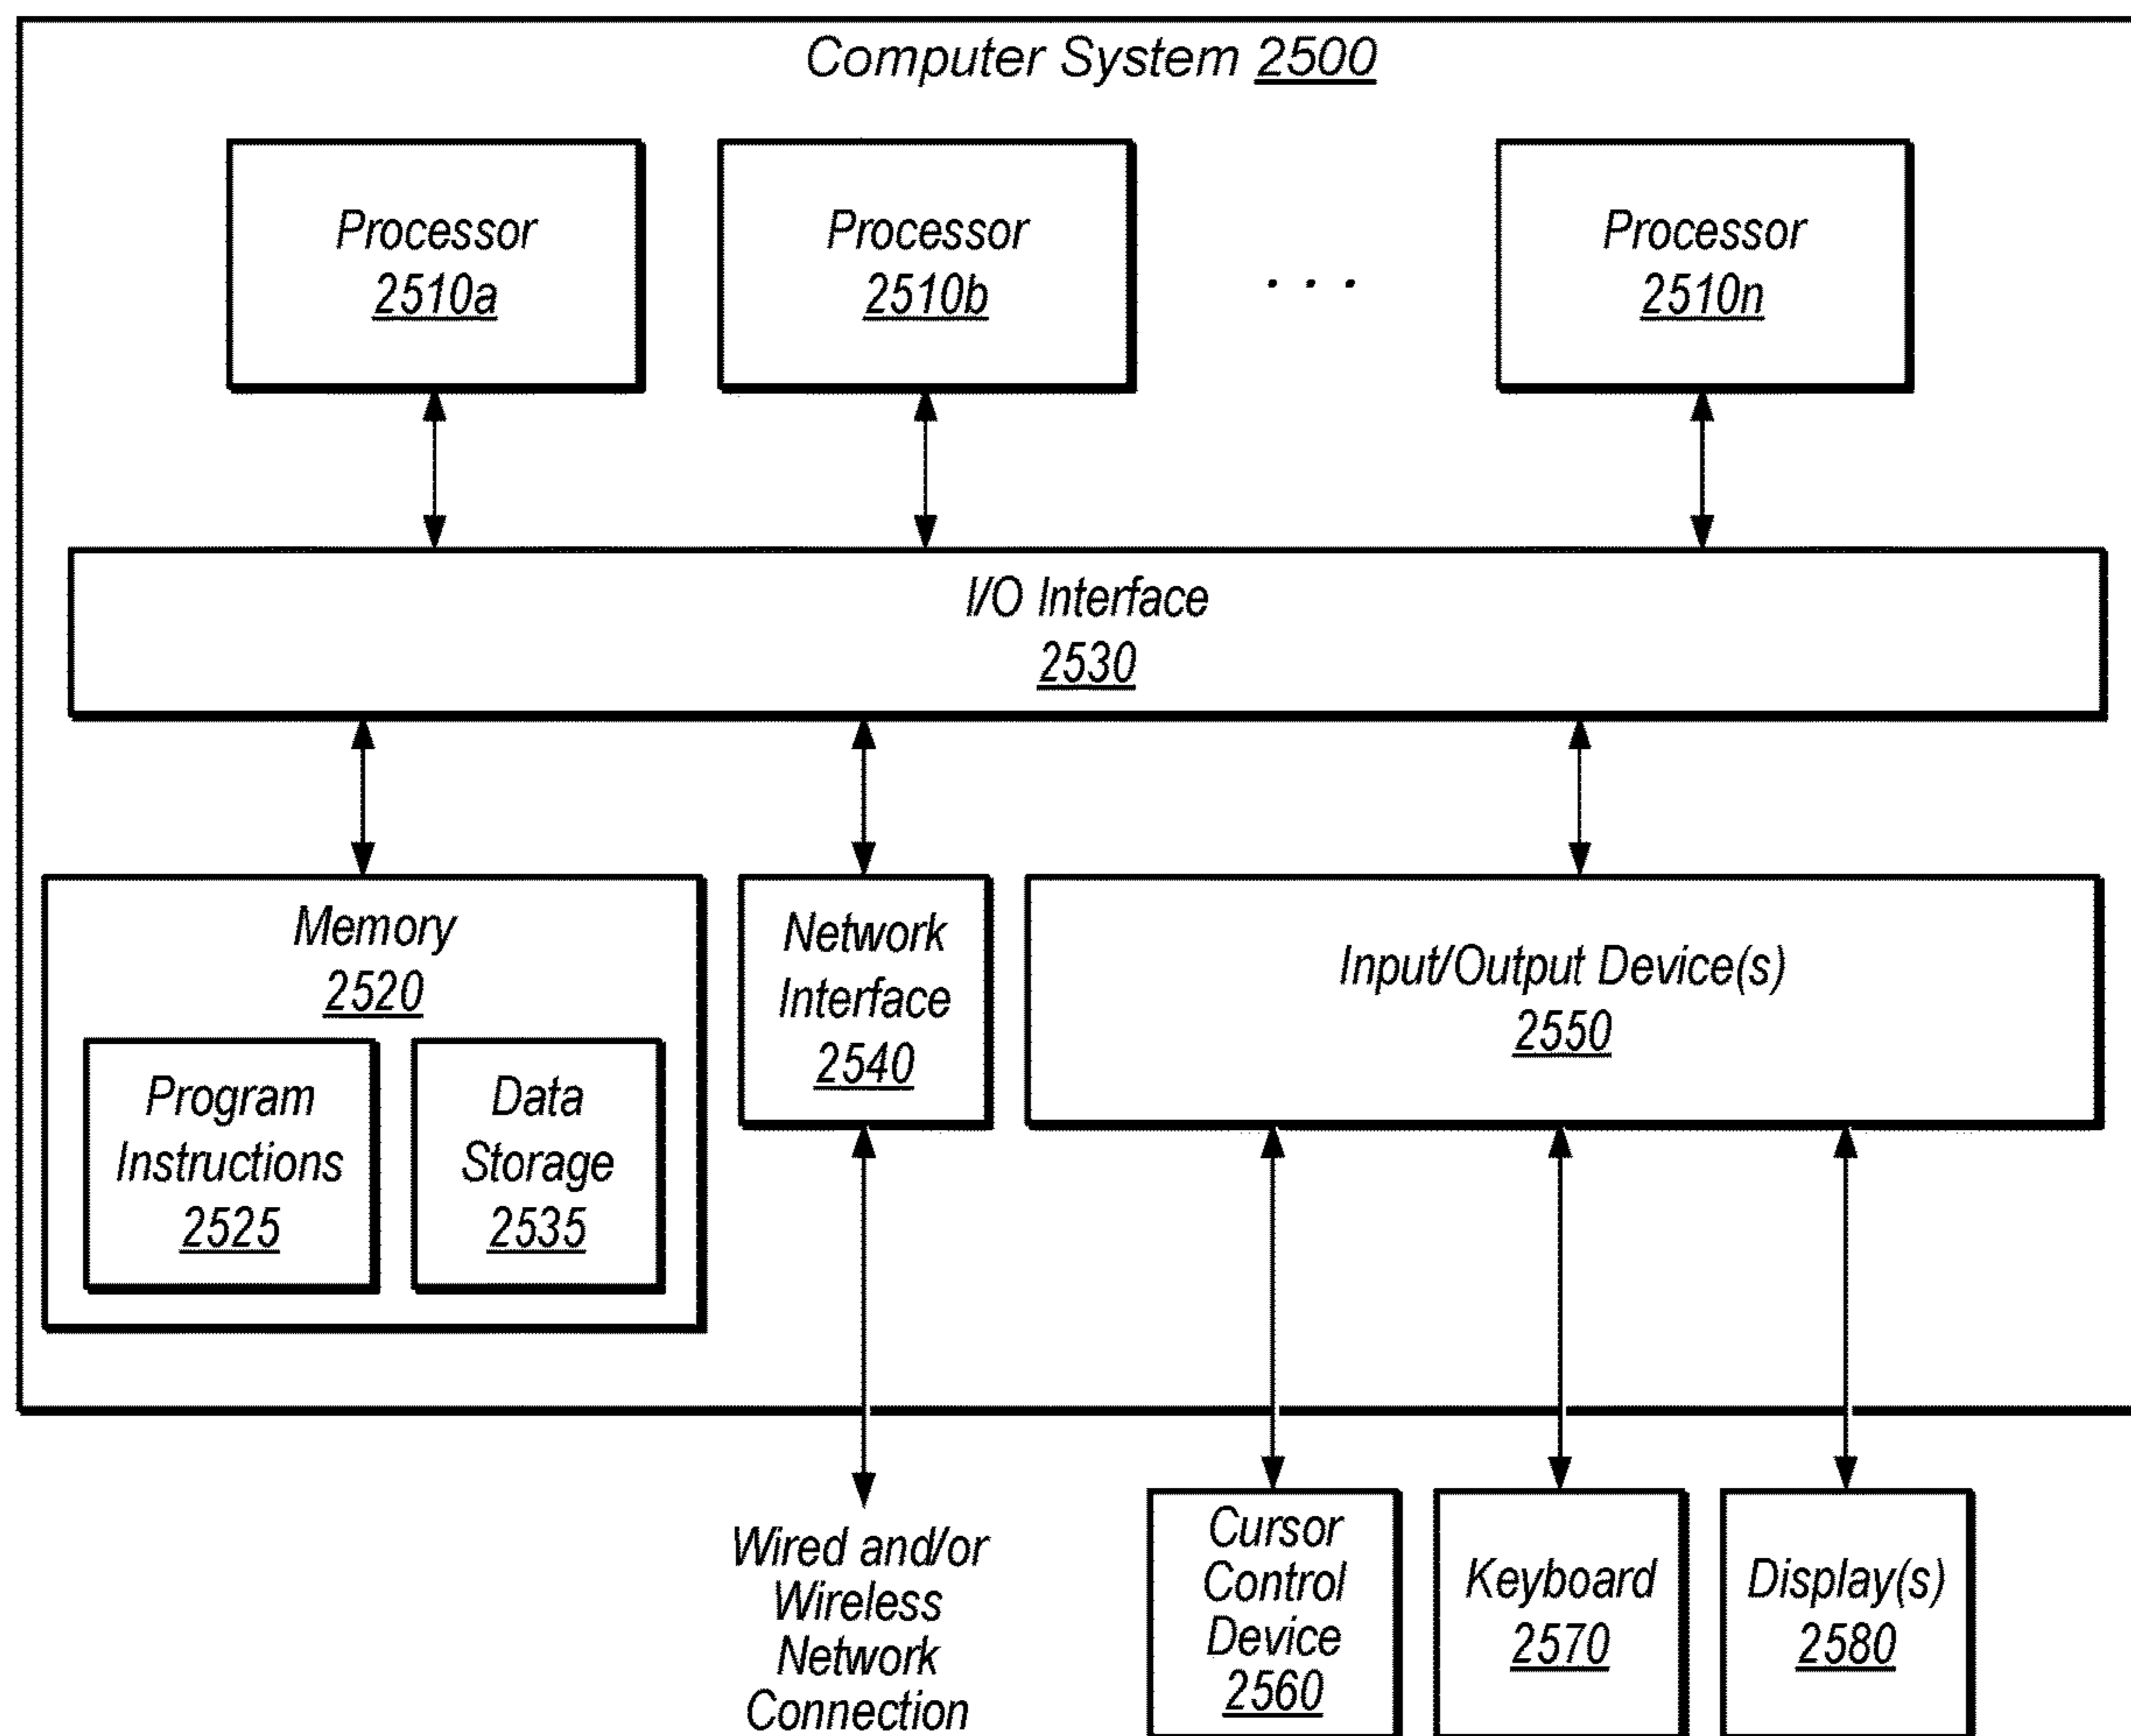 Computer System 2500
Processor
2510a
Processor
2510b
. . .
Processor
2510n
I/O Interface
2530
Memory
2520
Program
Instructions
2525
Data
Storage
2535
Network
Interface
2540
Input/Output Device(s)
2550
Wired and/or
Wireless
Network
Connection
Cursor
Control
Device
2560
Keyboard
2570
Display(s)
2580